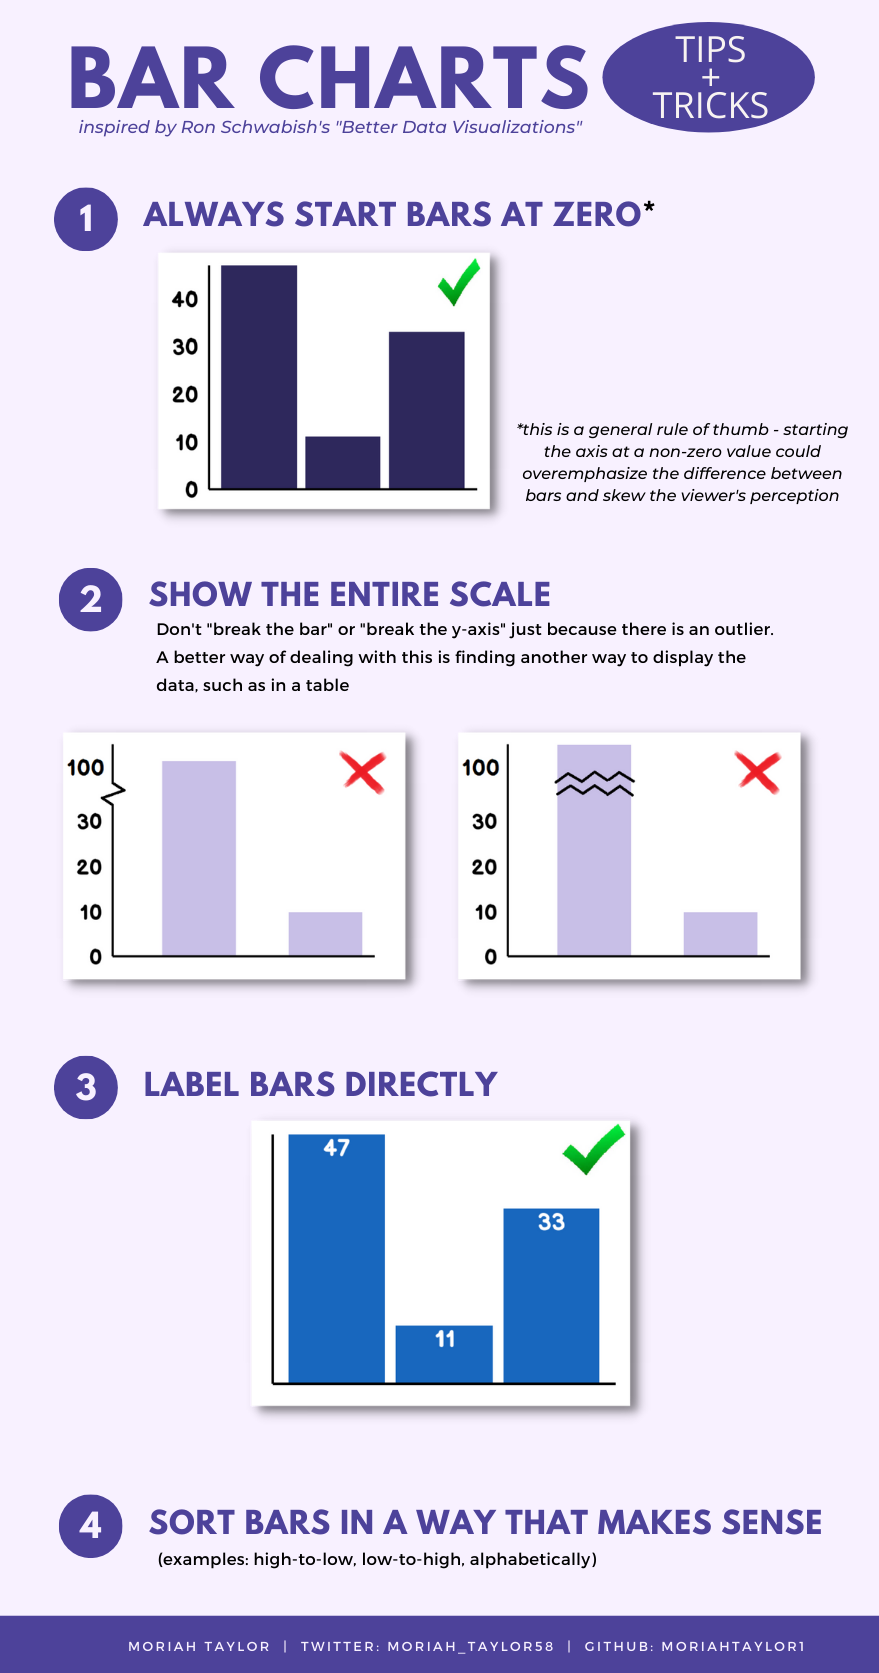 BAR CHARTS
TIPS
+
TRICKS
inspired by Ron Schwabish's "Better Data Visualizations"
1
ALWAYS START BARS AT ZERO*
40
30
20
10
0
*this is a general rule of thumb - starting
the axis at a non-zero value could
overemphasize the difference between
bars and skew the viewer's perception
2
SHOW THE ENTIRE SCALE
Don't "break the bar" or "break the y-axis" just because there is an outlier.
A better way of dealing with this is finding another way to display the
data, such as in a table
100
30
20
10
0
100
30
20
10
0
3
LABEL BARS DIRECTLY
47
11
33
4
SORT BARS IN A WAY THAT MAKES SENSE
(examples: high-to-low, low-to-high, alphabetically)
MORIAH TAYLOR | TWITTER: MORIAH_TAYLOR58 | GITHUB: MORIAHTAYLOR1